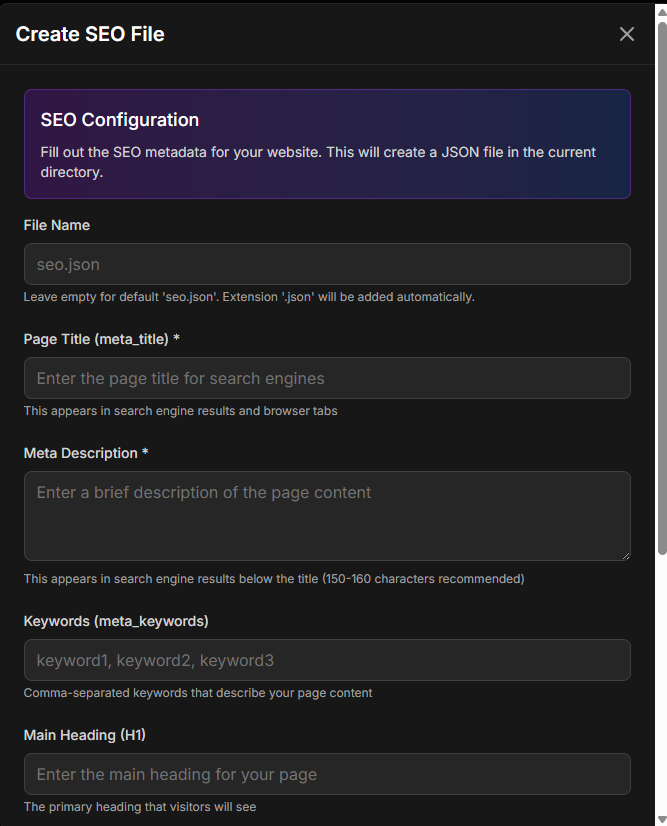 Create SEO File
SEO Configuration
Fill out the SEO metadata for your website. This will create a JSON file in the current
directory.
File Name
seo.json
Leave empty for default 'seo.json'. Extension '.json' will be added automatically.
Page Title (meta_title) *
Enter the page title for search engines
This appears in search engine results and browser tabs
Meta Description *
Enter a brief description of the page content
This appears in search engine results below the title (150-160 characters recommended)
Keywords (meta_keywords)
keyword1, keyword2, keyword3
Comma-separated keywords that describe your page content
Main Heading (H1)
Enter the main heading for your page
The primary heading that visitors will see